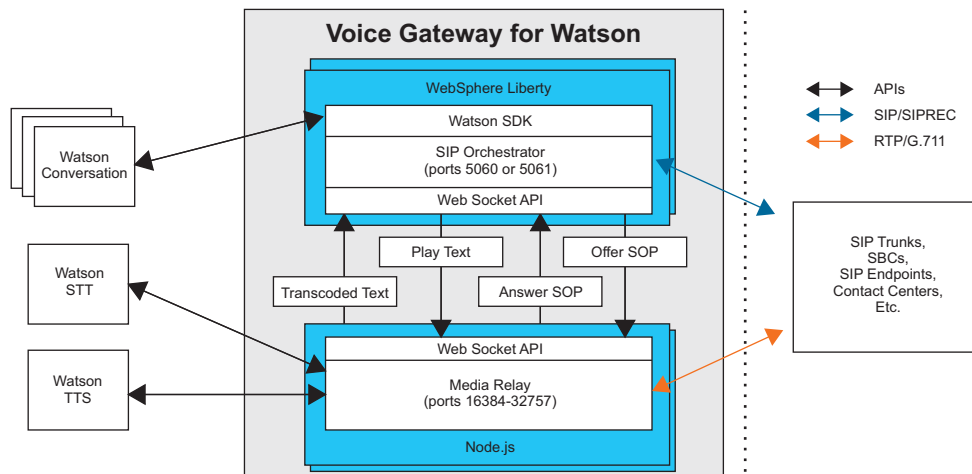 Voice Gateway for Watson
WebSphere Liberty
Watson SDK
SIP Orchestrator
(ports 5060 or 5061)
Web Socket API
Watson
Conversation
Watson
STT
Watson
TTS
Play Text
Offer SOP
Transcoded Text
Answer SOP
Web Socket API
Media Relay
(ports 16384-32757)
Node.js
APIs
SIP/SIPREC
RTP/G.711
SIP Trunks,
SBCs,
SIP Endpoints,
Contact Centers,
Etc.